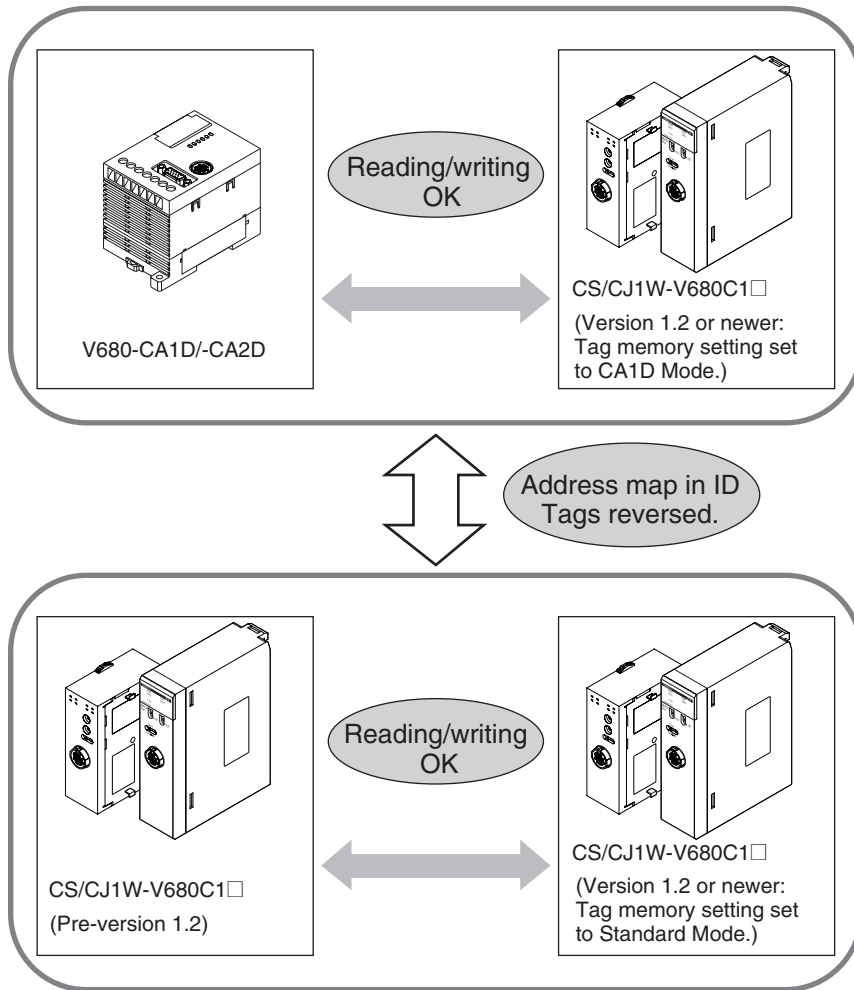 Reading/writing
OK
V680-CA1D/-CA2D
CS/CJ1W-V680C1□
(Version 1.2 or newer:
Tag memory setting set
to CA1D Mode.)
Address map in ID
Tags reversed.
Reading/writing
OK
CS/CJ1W-V680C1□
(Pre-version 1.2)
CS/CJ1W-V680C1□
(Version 1.2 or newer:
Tag memory setting set
to Standard Mode.)